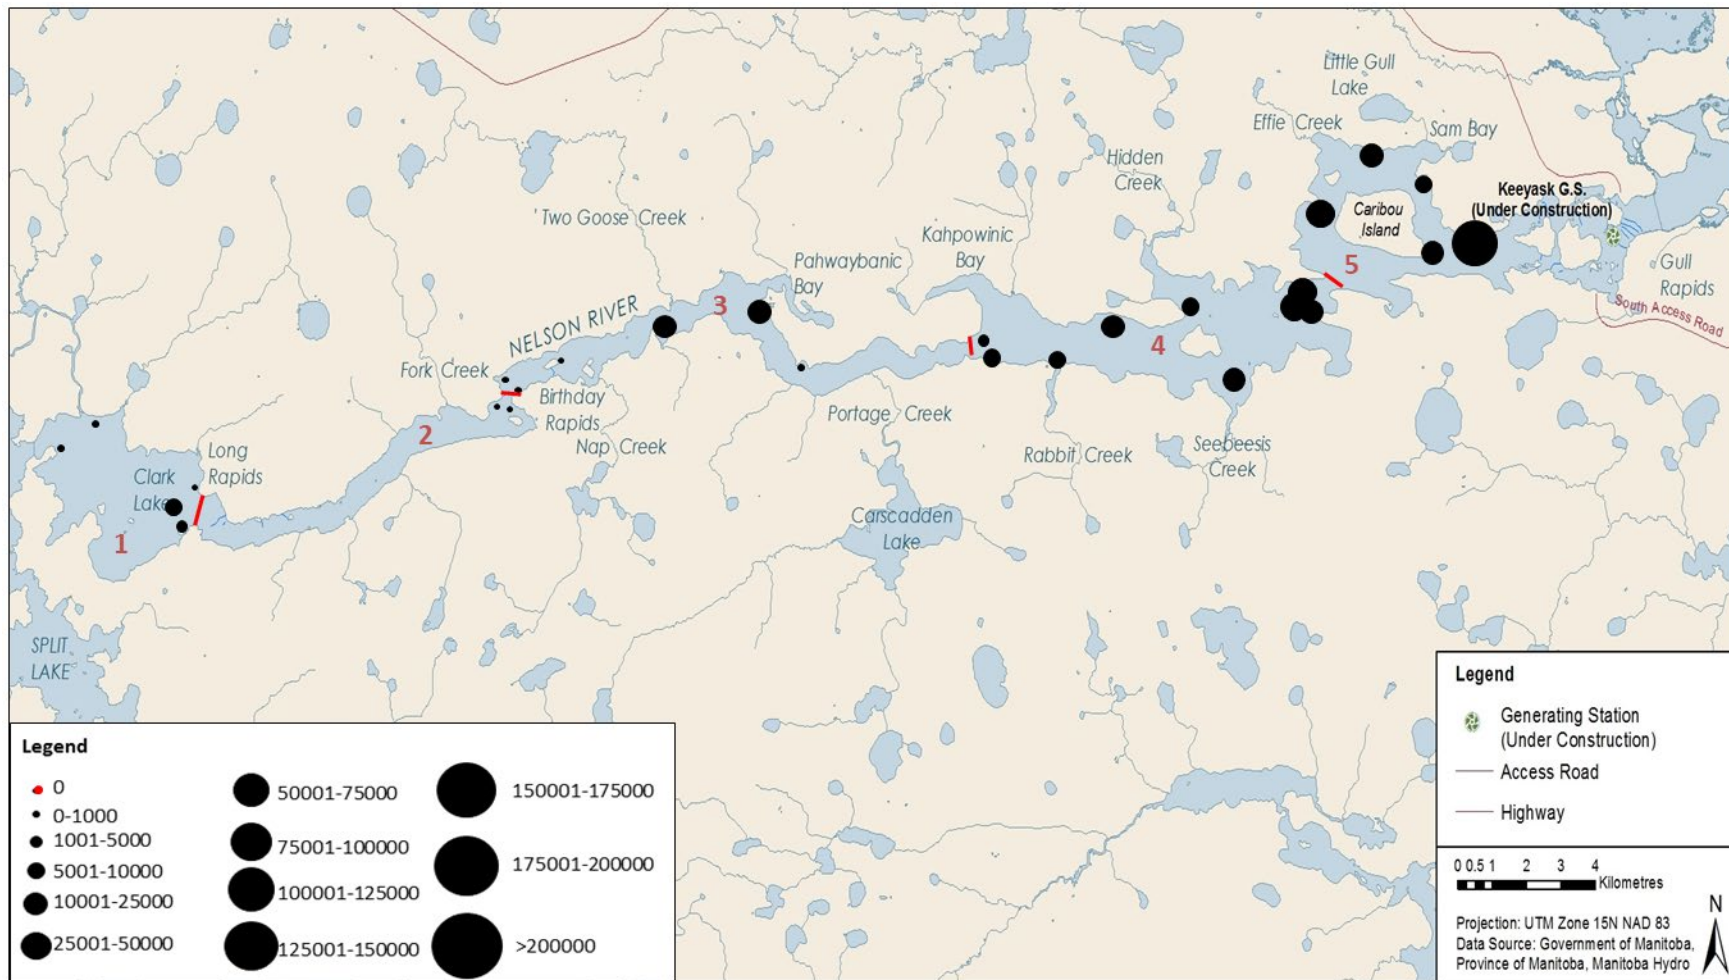 Little Gull
Lake
Effie Creek
Sam Bay
Hidden
Creek
Keeyask G.S.
(Under Construction)
Caribou
Island
Two Goose Creek
Kahpowinic
Bay
Pahwaybanic
Bay
5
Gull
Rapids
South Access Road
3
NELSON RIVER
4
Fork Creek
Birthday
Rapids
Portage Creek
2
Nap Creek
Rabbit Creek
Seebeesis
Creek
Long
Rapids
Clark
Lake
1
Carscadden
Lake
SPLIT
LAKE
Legend
0
0-1000
1001-5000
5001-10000
10001-25000
25001-50000
50001-75000
75001-100000
100001-125000
125001-150000
150001-175000
175001-200000
>200000
Legend
Generating Station
(Under Construction)
Access Road
Highway
0 0.5 1 2 3 4
Kilometres
N
Projection: UTM Zone 15N NAD 83
Data Source: Government of Manitoba,
Province of Manitoba, Manitoba Hydro